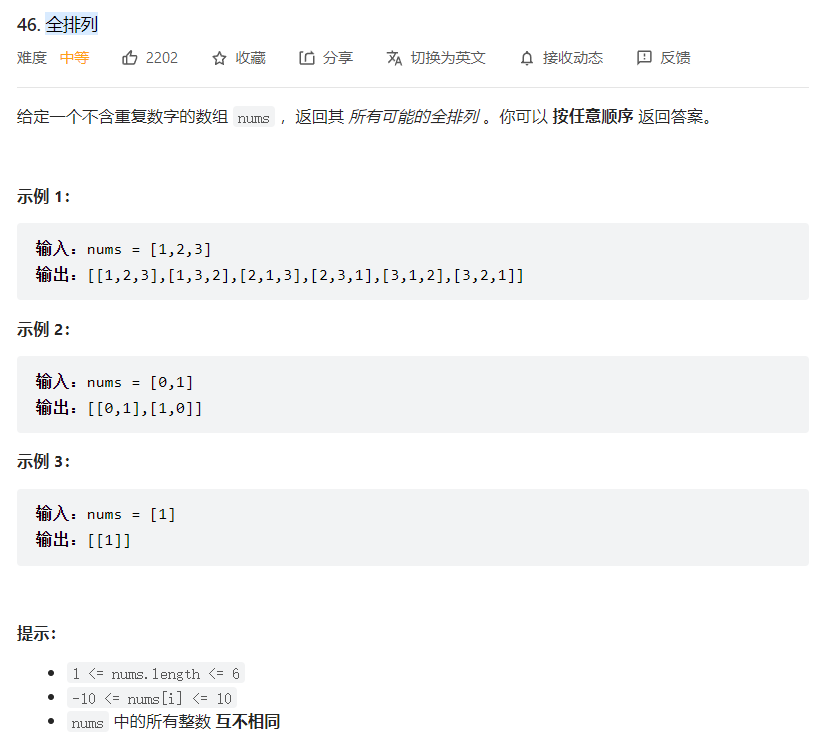 46. 全排列
难度 中等 2202 收藏 分享 切换为英文 接收动态 反馈
给定一个不含重复数字的数组 nums ，返回其 所有可能的全排列 。你可以 按任意顺序 返回答案。
示例 1：
输入：nums = [1,2,3]
输出：[[1,2,3],[1,3,2],[2,1,3],[2,3,1],[3,1,2],[3,2,1]]
示例 2：
输入：nums = [0,1]
输出：[[0,1],[1,0]]
示例 3：
输入：nums = [1]
输出：[[1]]
提示：
1 <= nums.length <= 6
-10 <= nums[i] <= 10
nums 中的所有整数 互不相同